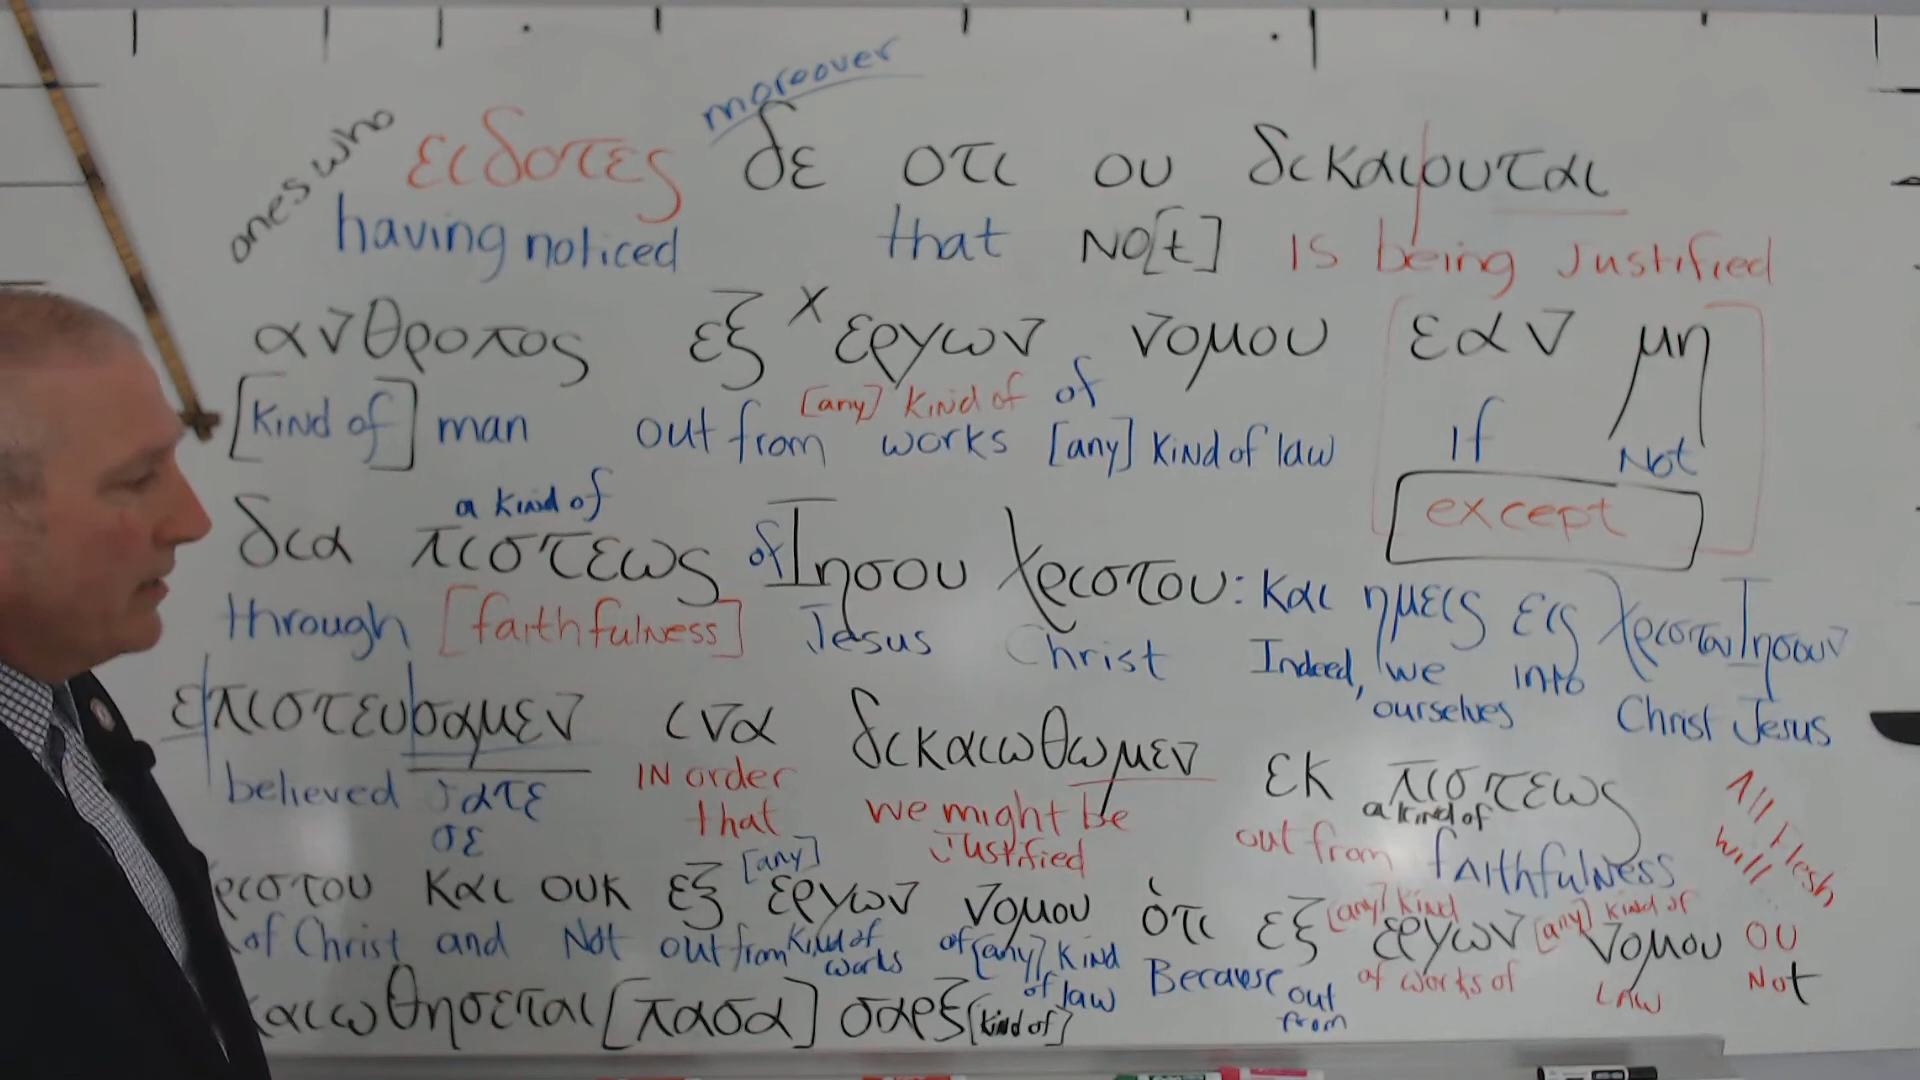 moreover
ones who ειδοτες δε οτι ου δικαιουται
having noticed that NO[t] IS being Justified
ανθροπος εξ x εργων νομου εαν μη
[any] kind of of
[kind of] man out from works [any] kind of law If Not
a kind of except
δια πιστεως of Ιησου Χριστου: και ημεις εις Χριστον Ιησουν
through [faithfulness] Jesus Christ Indeed, we into
ourselves Christ Jesus
επιστευσαμεν ινα δικαιωθωμεν εκ πιστεως
believed σατε IN order that we might be Justified out from a kind of faithfulness
σε
All flesh will
[any] [any] kind [any] kind of
ριστου και ουκ εξ εργων νομου ὁτι εξ εργων νομου ου
of Christ and Not out from kind of works of [any] kind of law Because out from of works of Law Not
καιωθησεται [πασα] σαρξ [kind of]